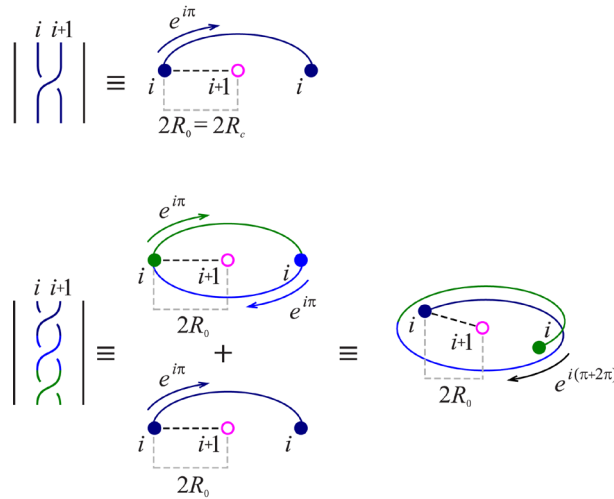 i i+1
≡
e^{iπ}
i
i+1
i
2R₀ = 2R_c
i i+1
≡
e^{iπ}
i
i+1
i
e^{iπ}
2R₀
+
e^{iπ}
i
i+1
i
2R₀
≡
i
i+1
i
2R₀
e^{i(π+2π)}